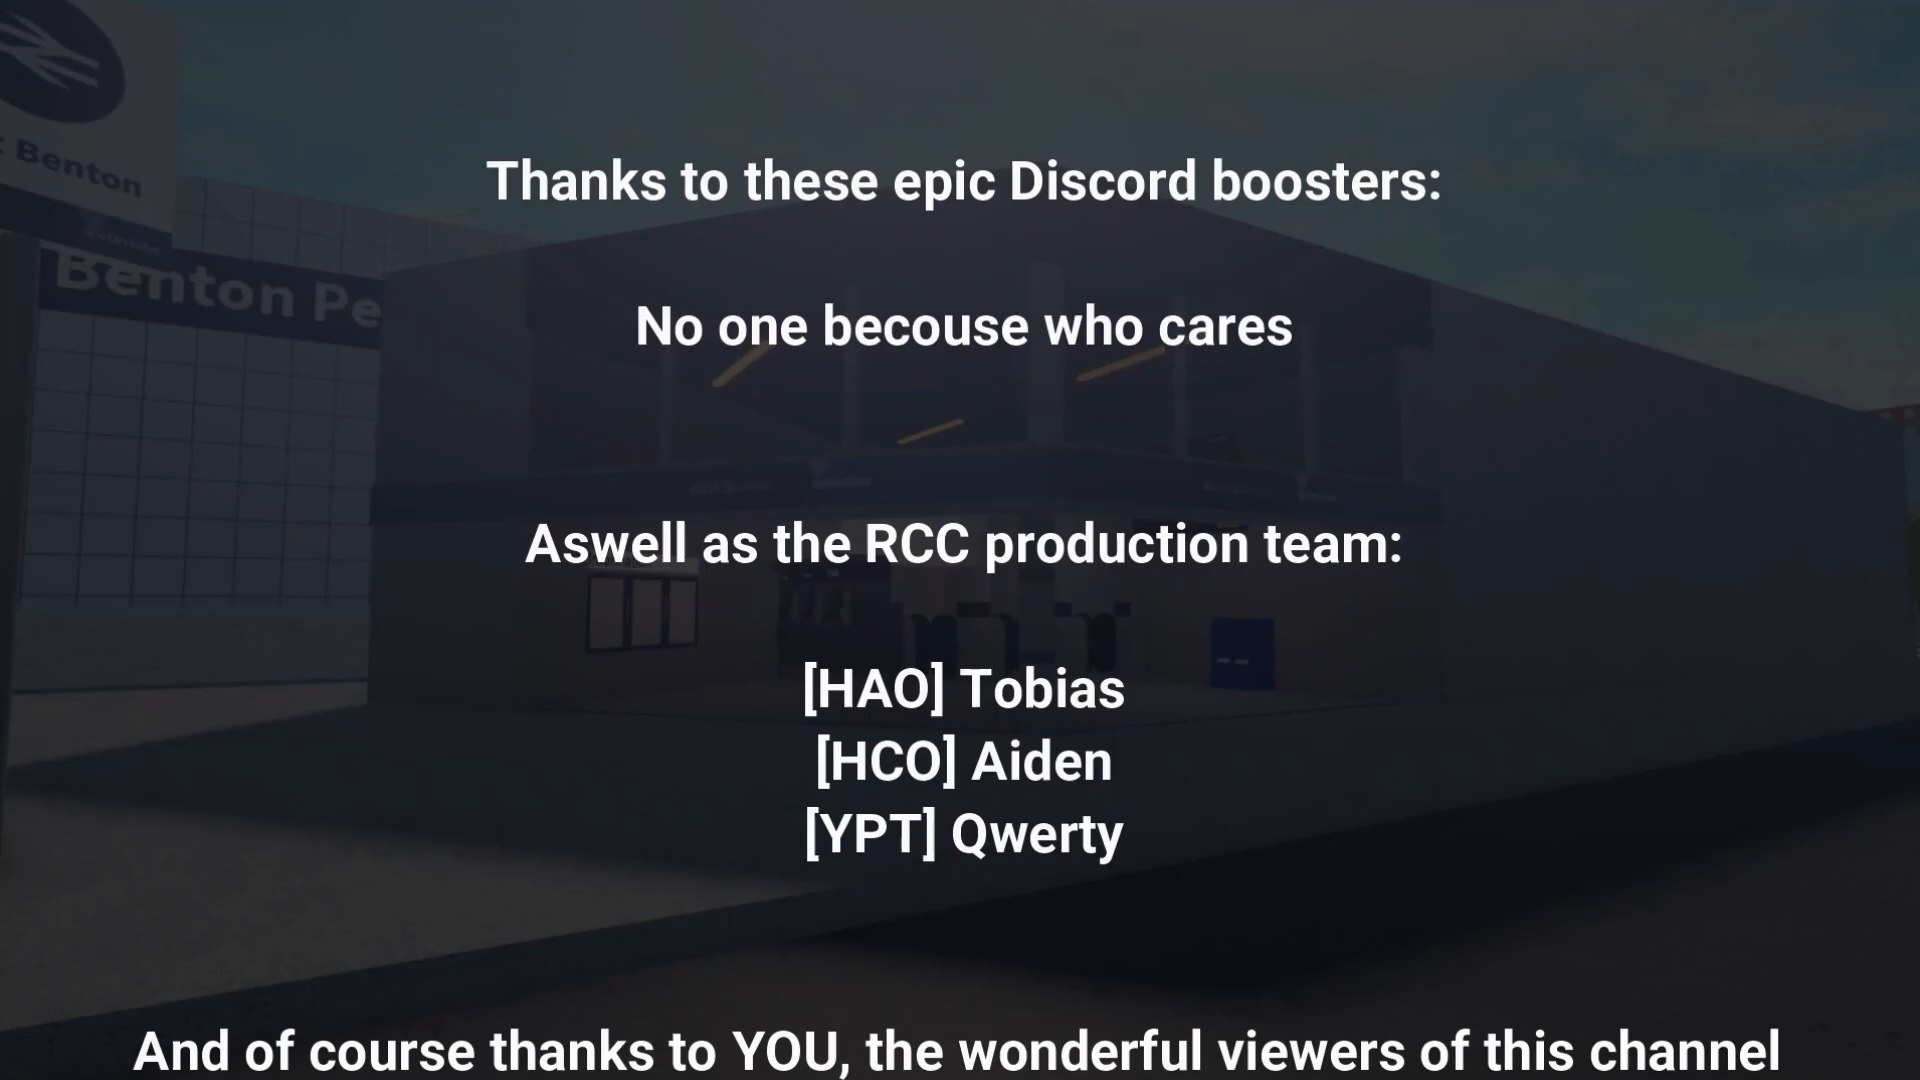 Benton
Thanks to these epic Discord boosters:
Benton Pe
No one becouse who cares
Aswell as the RCC production team:
[HAO] Tobias
[HCO] Aiden
[YPT] Qwerty
And of course thanks to YOU, the wonderful viewers of this channel